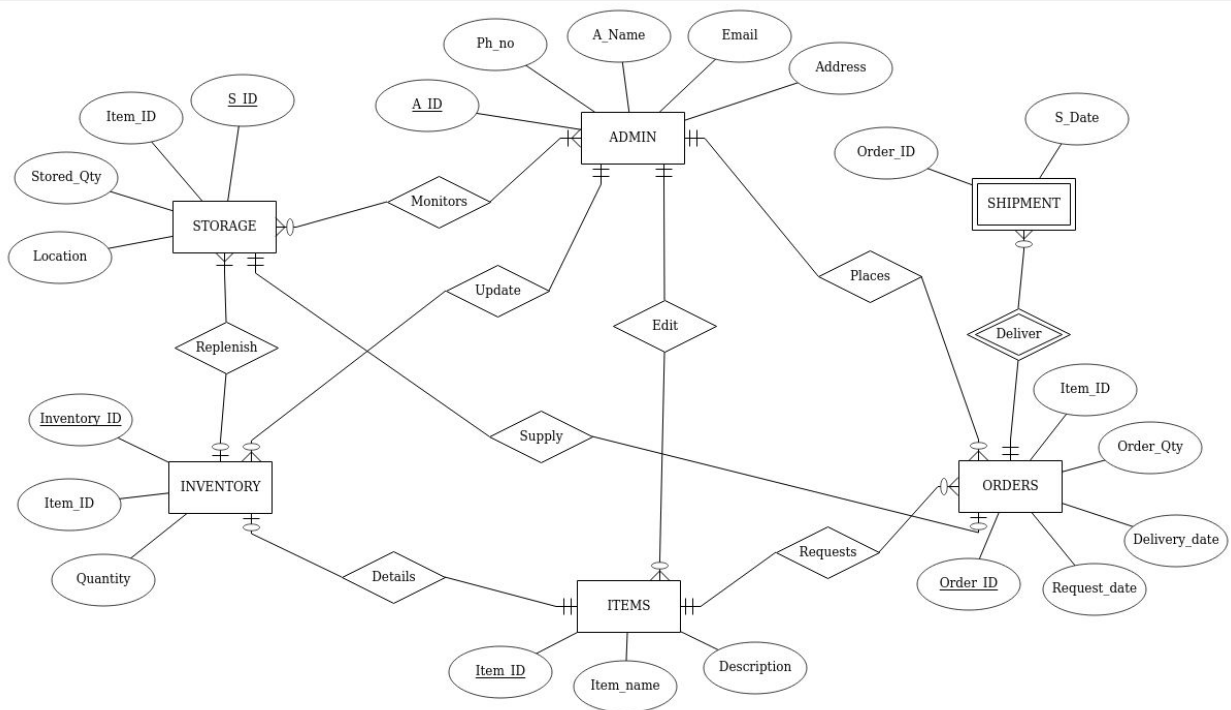 A_Name
Email
Ph_no
Address
A_ID
S_ID
Item_ID
S_Date
ADMIN
Order_ID
Stored_Qty
Monitors
SHIPMENT
STORAGE
Location
Places
Update
Edit
Deliver
Replenish
Item_ID
Inventory_ID
Supply
Order_Qty
INVENTORY
ORDERS
Item_ID
Delivery_date
Requests
Details
Quantity
Order_ID
Request_date
ITEMS
Item_ID
Description
Item_name